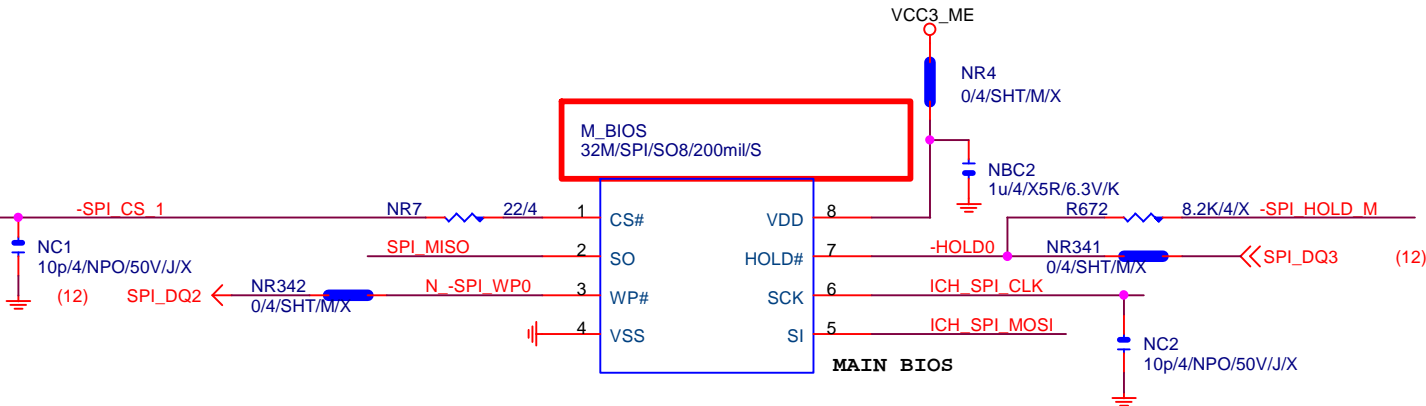 VCC3_ME
NR4
0/4/SHT/M/X
M_BIOS
32M/SPI/SO8/200mil/S
NBC2
1u/4/X5R/6.3V/K
-SPI_CS_1
NR7
22/4
1
CS#
VDD
8
R672
8.2K/4/X
-SPI_HOLD_M
NC1
10p/4/NPO/50V/J/X
SPI_MISO
2
SO
HOLD#
7
-HOLD0
NR341
0/4/SHT/M/X
SPI_DQ3
(12)
(12)
SPI_DQ2
NR342
0/4/SHT/M/X
N_-SPI_WP0
3
WP#
SCK
6
ICH_SPI_CLK
4
VSS
SI
5
ICH_SPI_MOSI
NC2
10p/4/NPO/50V/J/X
MAIN BIOS